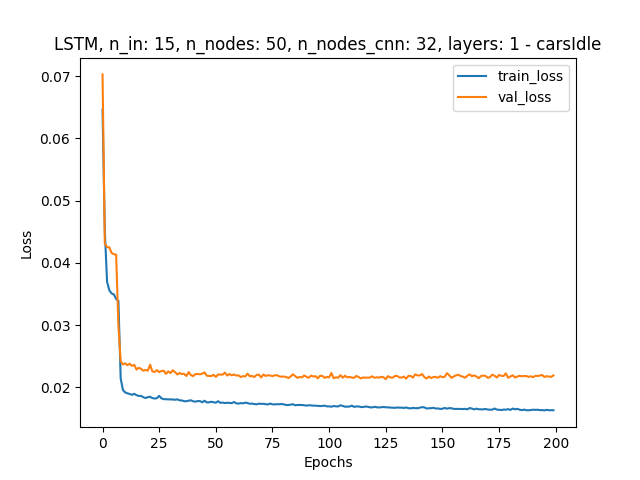 LSTM, n_in: 15, n_nodes: 50, n_nodes_cnn: 32, layers: 1 - carsIdle
train_loss
val_loss
0.07
0.06
0.05
0.04
0.03
0.02
Loss
0 25 50 75 100 125 150 175 200
Epochs